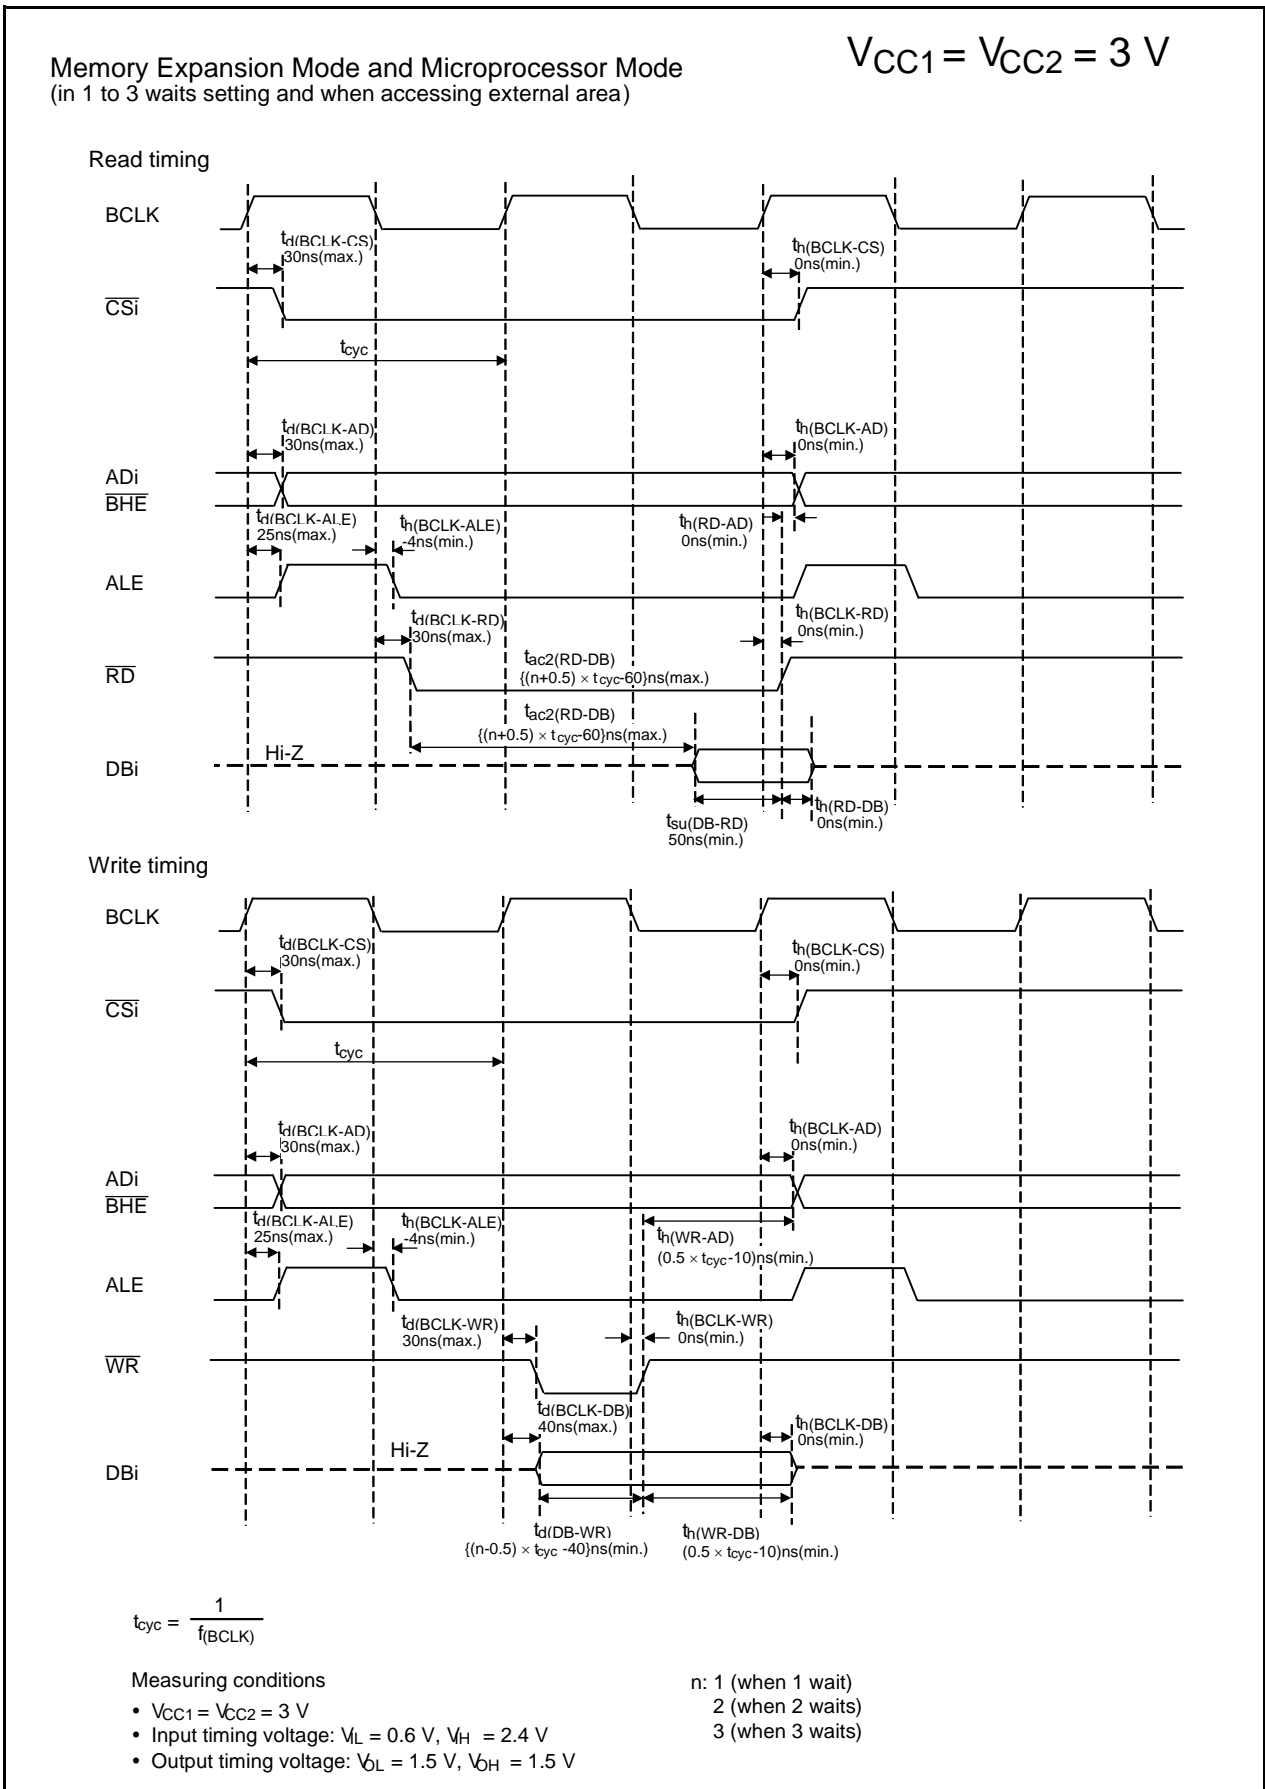 VCC1 = VCC2 = 3 V
Memory Expansion Mode and Microprocessor Mode
(in 1 to 3 waits setting and when accessing external area)
Read timing
BCLK
td(BCLK-CS)
30ns(max.)
th(BCLK-CS)
0ns(min.)
CSi
tcyc
td(BCLK-AD)
30ns(max.)
th(BCLK-AD)
0ns(min.)
ADi
BHE
td(BCLK-ALE)
25ns(max.)
th(BCLK-ALE)
-4ns(min.)
th(RD-AD)
0ns(min.)
ALE
td(BCLK-RD)
30ns(max.)
th(BCLK-RD)
0ns(min.)
RD
tac2(RD-DB)
{(n+0.5) × tcyc-60}ns(max.)
tac2(RD-DB)
{(n+0.5) × tcyc-60}ns(max.)
Hi-Z
DBi
tsu(DB-RD)
50ns(min.)
th(RD-DB)
0ns(min.)
Write timing
BCLK
td(BCLK-CS)
30ns(max.)
th(BCLK-CS)
0ns(min.)
CSi
tcyc
td(BCLK-AD)
30ns(max.)
th(BCLK-AD)
0ns(min.)
ADi
BHE
td(BCLK-ALE)
25ns(max.)
th(BCLK-ALE)
-4ns(min.)
th(WR-AD)
(0.5 × tcyc-10)ns(min.)
ALE
td(BCLK-WR)
30ns(max.)
th(BCLK-WR)
0ns(min.)
WR
td(BCLK-DB)
40ns(max.)
th(BCLK-DB)
0ns(min.)
Hi-Z
DBi
td(DB-WR)
{(n-0.5) × tcyc -40}ns(min.)
th(WR-DB)
(0.5 × tcyc-10)ns(min.)
tcyc = 1
f(BCLK)
Measuring conditions
• VCC1 = VCC2 = 3 V
• Input timing voltage: VIL = 0.6 V, VIH = 2.4 V
• Output timing voltage: VOL = 1.5 V, VOH = 1.5 V
n: 1 (when 1 wait)
2 (when 2 waits)
3 (when 3 waits)